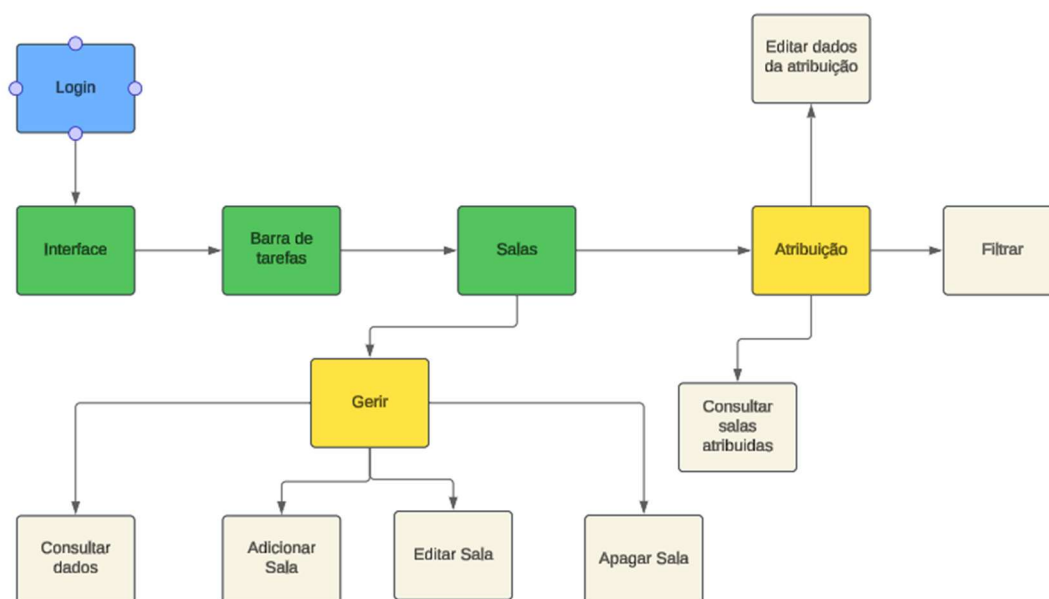 Editar dados
da atribuição
Login
Interface
Barra de
tarefas
Salas
Atribuição
Filtrar
Gerir
Consultar
salas
atribuidas
Consultar
dados
Adicionar
Sala
Editar Sala
Apagar Sala